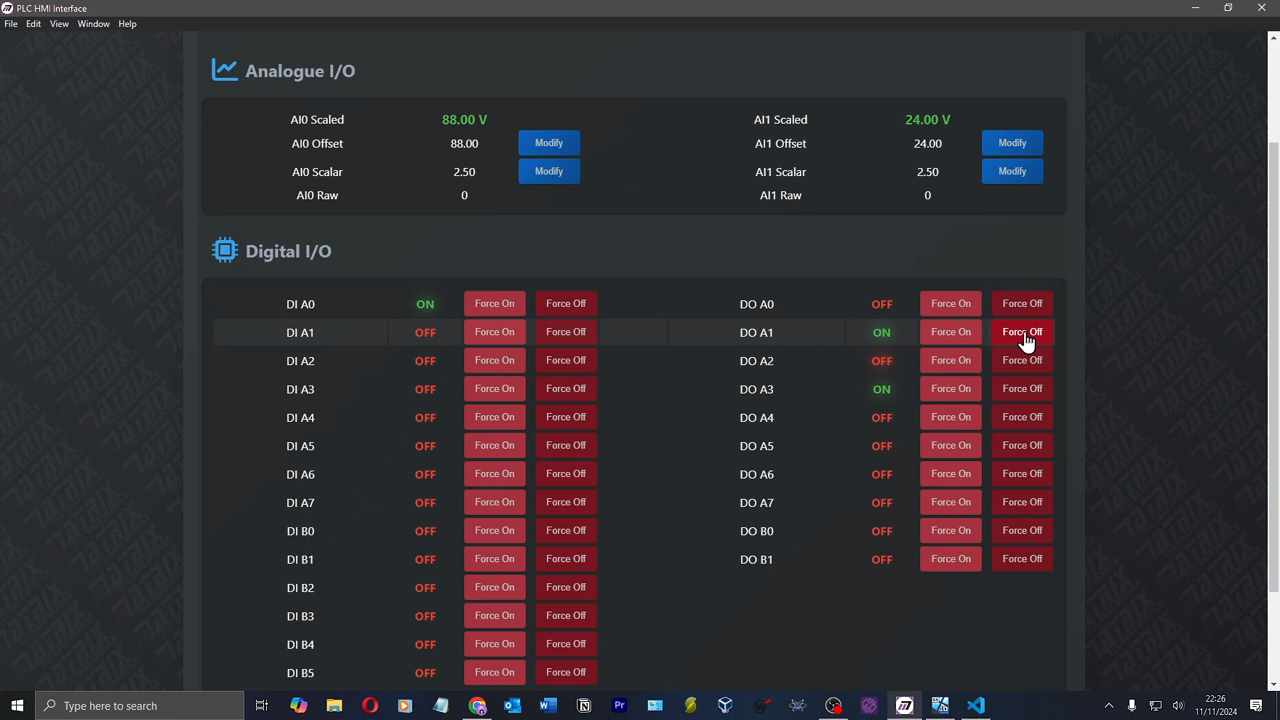 PLC HMI Interface
File Edit View Window Help
Analogue I/O
AI0 Scaled 88.00 V AI1 Scaled 24.00 V
AI0 Offset 88.00 Modify AI1 Offset 24.00 Modify
AI0 Scalar 2.50 Modify AI1 Scalar 2.50 Modify
AI0 Raw 0 AI1 Raw 0
Digital I/O
DI A0 ON Force On Force Off DO A0 OFF Force On Force Off
DI A1 OFF Force On Force Off DO A1 ON Force On Force Off
DI A2 OFF Force On Force Off DO A2 OFF Force On Force Off
DI A3 OFF Force On Force Off DO A3 ON Force On Force Off
DI A4 OFF Force On Force Off DO A4 OFF Force On Force Off
DI A5 OFF Force On Force Off DO A5 OFF Force On Force Off
DI A6 OFF Force On Force Off DO A6 OFF Force On Force Off
DI A7 OFF Force On Force Off DO A7 OFF Force On Force Off
DI B0 OFF Force On Force Off DO B0 OFF Force On Force Off
DI B1 OFF Force On Force Off DO B1 OFF Force On Force Off
DI B2 OFF Force On Force Off
DI B3 OFF Force On Force Off
DI B4 OFF Force On Force Off
DI B5 OFF Force On Force Off
Type here to search
Pr
22:26
11/11/2024